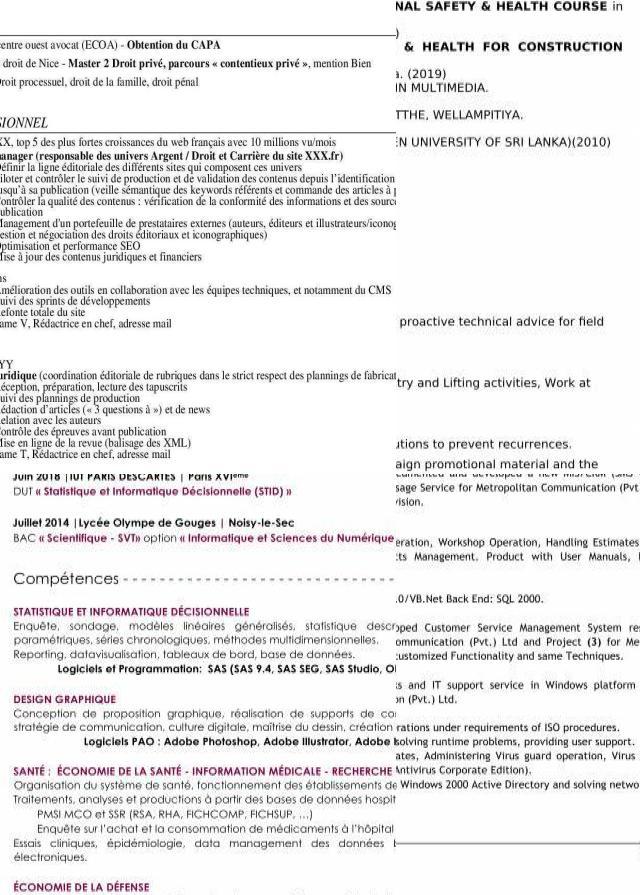 entre ouest avocat (ECOA) - Obtention du CAPA
droit de Nice - Master 2 Droit privé, parcours « contentieux privé », mention Bien
roit processuel, droit de la famille, droit pénal
SIONNEL
XX, top 5 des plus fortes croissances du web français avec 10 millions vu/mois
anager (responsable des univers Argent / Droit et Carrière du site XXX.fr)
éfinir la ligne éditoriale des différents sites qui composent ces univers
iloter et contrôler le suivi de production et de validation des contenus depuis l'identification
usqu'à sa publication (veille sémantique des keywords référents et commande des articles à
ontrôler la qualité des contenus : vérification de la conformité des informations et des sourc
ublication
anagement d'un portefeuille de prestataires externes (auteurs, éditeurs et illustrateurs/iconog
estion et négociation des droits éditoriaux et iconographiques)
ptimisation et performance SEO
ise à jour des contenus juridiques et financiers
ns
mélioration des outils en collaboration avec les équipes techniques, et notamment du CMS
uivi des sprints de développements
efonte totale du site
ame V, Rédactrice en chef, adresse mail
YY
uridique (coordination éditoriale de rubriques dans le strict respect des plannings de fabricat
éception, préparation, lecture des tapuscrits
uivi des plannings de production
édaction d'articles (« 3 questions à ») et de news
elation avec les auteurs
ontrôle des épreuves avant publication
ise en ligne de la revue (balisage des XML)
ame T, Rédactrice en chef, adresse mail
NAL SAFETY & HEALTH COURSE in
)
& HEALTH FOR CONSTRUCTION
a. (2019)
IN MULTIMEDIA.
TTHE, WELLAMPITIYA.
EN UNIVERSITY OF SRI LANKA)(2010)
proactive technical advice for field
try and Lifting activities, Work at
utions to prevent recurrences.
aign promotional material and the
Juin 2018 | IUT PARIS DESCARTES | Paris XVIème
DUT « Statistique et Informatique Décisionnelle (STID) »
Juillet 2014 | Lycée Olympe de Gouges | Noisy-le-Sec
BAC « Scientifique - SVT» option « Informatique et Sciences du Numérique
Compétences - - - - - - - - - - - - - - - - - - - - - - - - - - - - -
STATISTIQUE ET INFORMATIQUE DÉCISIONNELLE
Enquête, sondage, modèles linéaires généralisés, statistique descr
paramétriques, séries chronologiques, méthodes multidimensionnelles.
Reporting, datavisualisation, tableaux de bord, base de données.
Logiciels et Programmation: SAS (SAS 9.4, SAS SEG, SAS Studio, O
DESIGN GRAPHIQUE
Conception de proposition graphique, réalisation de supports de co
stratégie de communication, culture digitale, maîtrise du dessin, création
Logiciels PAO : Adobe Photoshop, Adobe Illustrator, Adobe
SANTÉ : ÉCONOMIE DE LA SANTÉ - INFORMATION MÉDICALE - RECHERCHE
Organisation du système de santé, fonctionnement des établissements de
Traitements, analyses et productions à partir des bases de données hospit
PMSI MCO et SSR (RSA, RHA, FICHCOMP, FICHSUP, ...)
Enquête sur l'achat et la consommation de médicaments à l'hôpital
Essais cliniques, épidémiologie, data management des données
électroniques.
ÉCONOMIE DE LA DÉFENSE
sage Service for Metropolitan Communication (Pvt
vision.
eration, Workshop Operation, Handling Estimates
ts Management, Product with User Manuals,
.0/VB.Net Back End: SQL 2000.
oped Customer Service Management System re
ommunication (Pvt.) Ltd and Project (3) for Me
ustomized Functionality and same Techniques.
s and IT support service in Windows platform
on (Pvt.) Ltd.
rations under requirements of ISO procedures.
solving runtime problems, providing user support.
ates, Administering Virus guard operation, Virus
Antivirus Corporate Edition).
Windows 2000 Active Directory and solving netwo